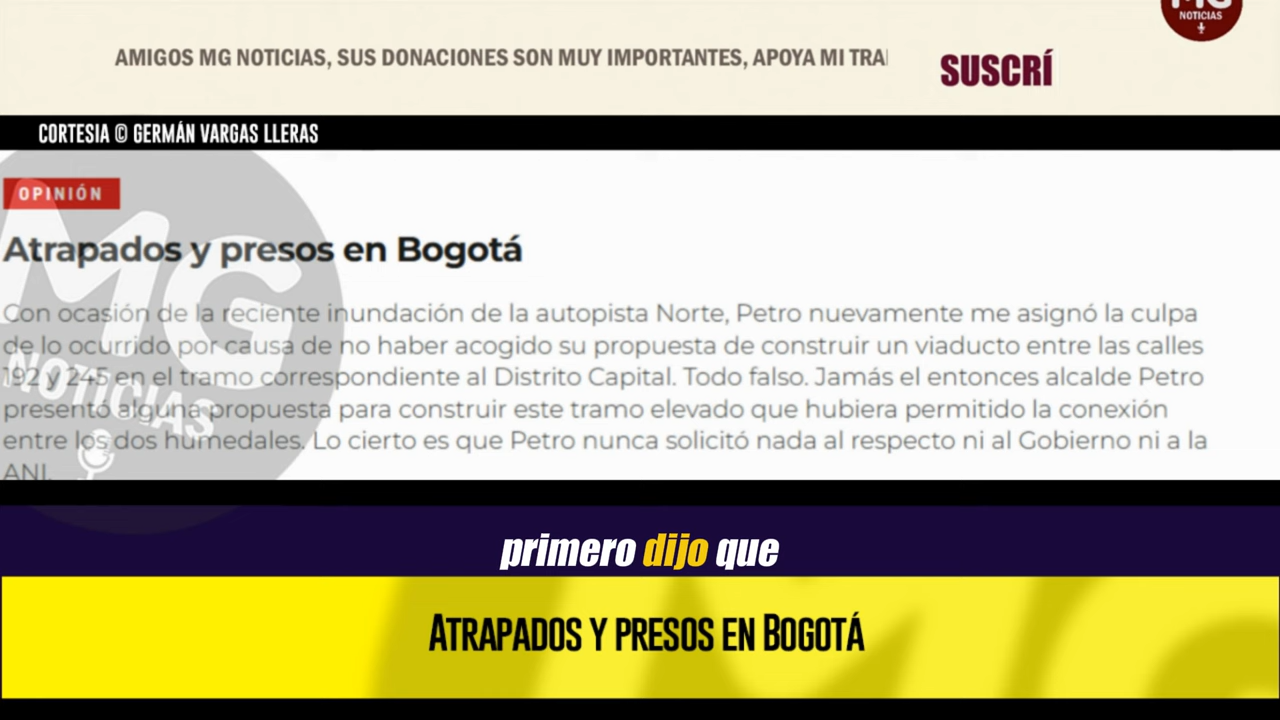 MG
NOTICIAS
AMIGOS MG NOTICIAS, SUS DONACIONES SON MUY IMPORTANTES, APOYA MI TRA
SUSCRÍ
CORTESIA © GERMÁN VARGAS LLERAS
OPINIÓN
Atrapados y presos en Bogotá
Con ocasión de la reciente inundación de la autopista Norte, Petro nuevamente me asignó la culpa
de lo ocurrido por causa de no haber acogido su propuesta de construir un viaducto entre las calles
192 y 245 en el tramo correspondiente al Distrito Capital. Todo falso. Jamás el entonces alcalde Petro
presentó alguna propuesta para construir este tramo elevado que hubiera permitido la conexión
entre los dos humedales. Lo cierto es que Petro nunca solicitó nada al respecto ni al Gobierno ni a la
ANI.
MG
NOTICIAS
primero dijo que
ATRAPADOS Y PRESOS EN BOGOTÁ